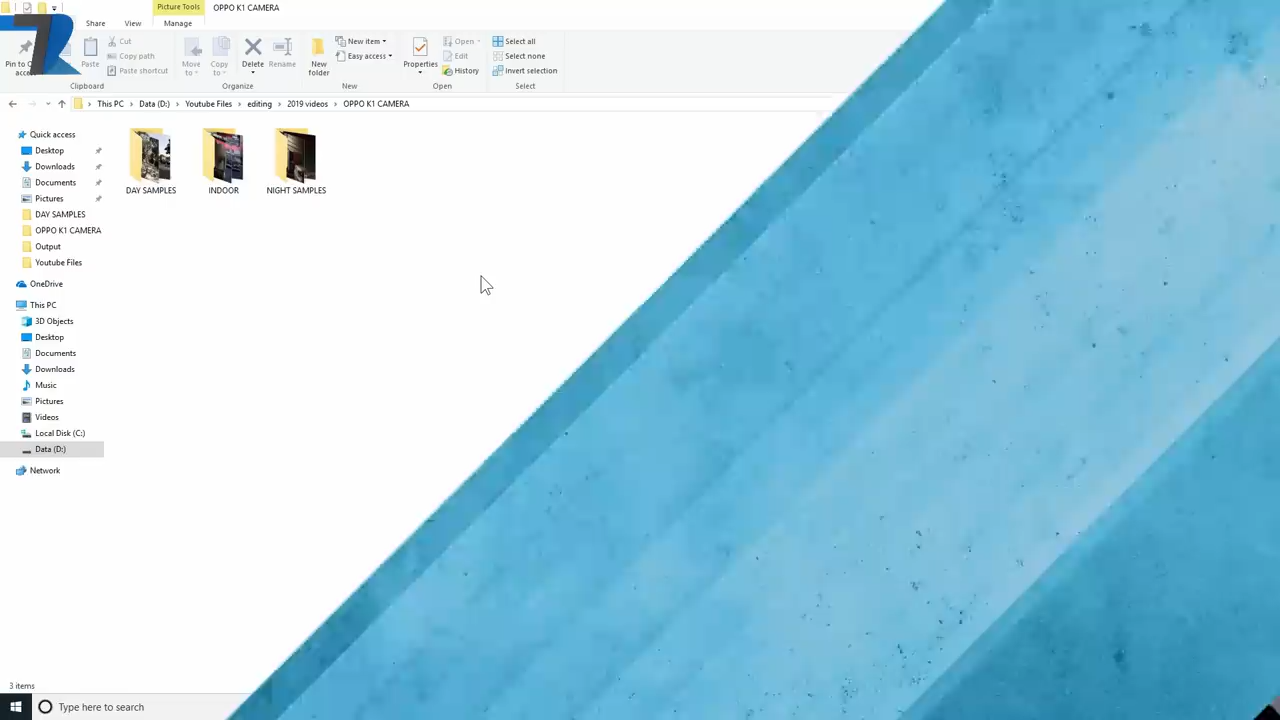 Picture Tools
OPPO K1 CAMERA
Share
View
Manage
Pin to Quick access
Paste
Cut
Copy path
Paste shortcut
Clipboard
Move to
Copy to
Delete
Rename
Organize
New folder
New item
Easy access
New
Properties
Open
Edit
History
Open
Select all
Select none
Invert selection
Select
This PC > Data (D:) > Youtube Files > editing > 2019 videos > OPPO K1 CAMERA
Quick access
Desktop
Downloads
Documents
Pictures
DAY SAMPLES
OPPO K1 CAMERA
Output
Youtube Files
OneDrive
This PC
3D Objects
Desktop
Documents
Downloads
Music
Pictures
Videos
Local Disk (C:)
Data (D:)
Network
DAY SAMPLES
INDOOR
NIGHT SAMPLES
3 items
Type here to search